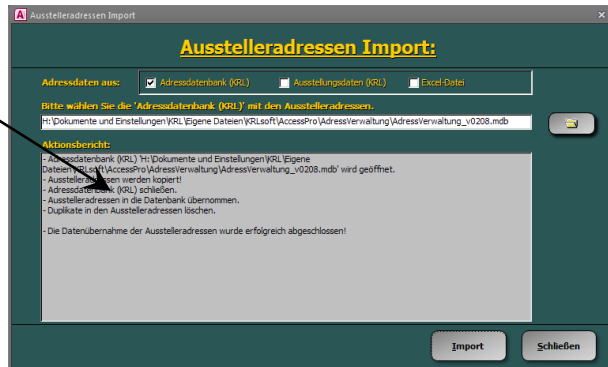 Ausstelleradressen Import
Ausstelleradressen Import:
Adressdaten aus: Adressdatenbank (KRL) Ausstellungsdaten (KRL) Excel-Datei
Bitte wählen Sie die 'Adressdatenbank (KRL)' mit den Ausstelleradressen.
H:\Dokumente und Einstellungen\KRL\Eigene Dateien\KRLsoft\AccessPro\AdressVerwaltung\AdressVerwaltung_v0208.mdb
Aktionsbericht:
- Adressdatenbank (KRL) 'H:\Dokumente und Einstellungen\KRL\Eigene
Dateien\KRLsoft\AccessPro\AdressVerwaltung\AdressVerwaltung_v0208.mdb' wird geöffnet.
- Ausstelleradressen werden kopiert!
- Adressdatenbank (KRL) schließen.
- Ausstelleradressen in die Datenbank übernommen.
- Duplikate in den Ausstelleradressen löschen.
- Die Datenübernahme der Ausstelleradressen wurde erfolgreich abgeschlossen!
Import Schließen